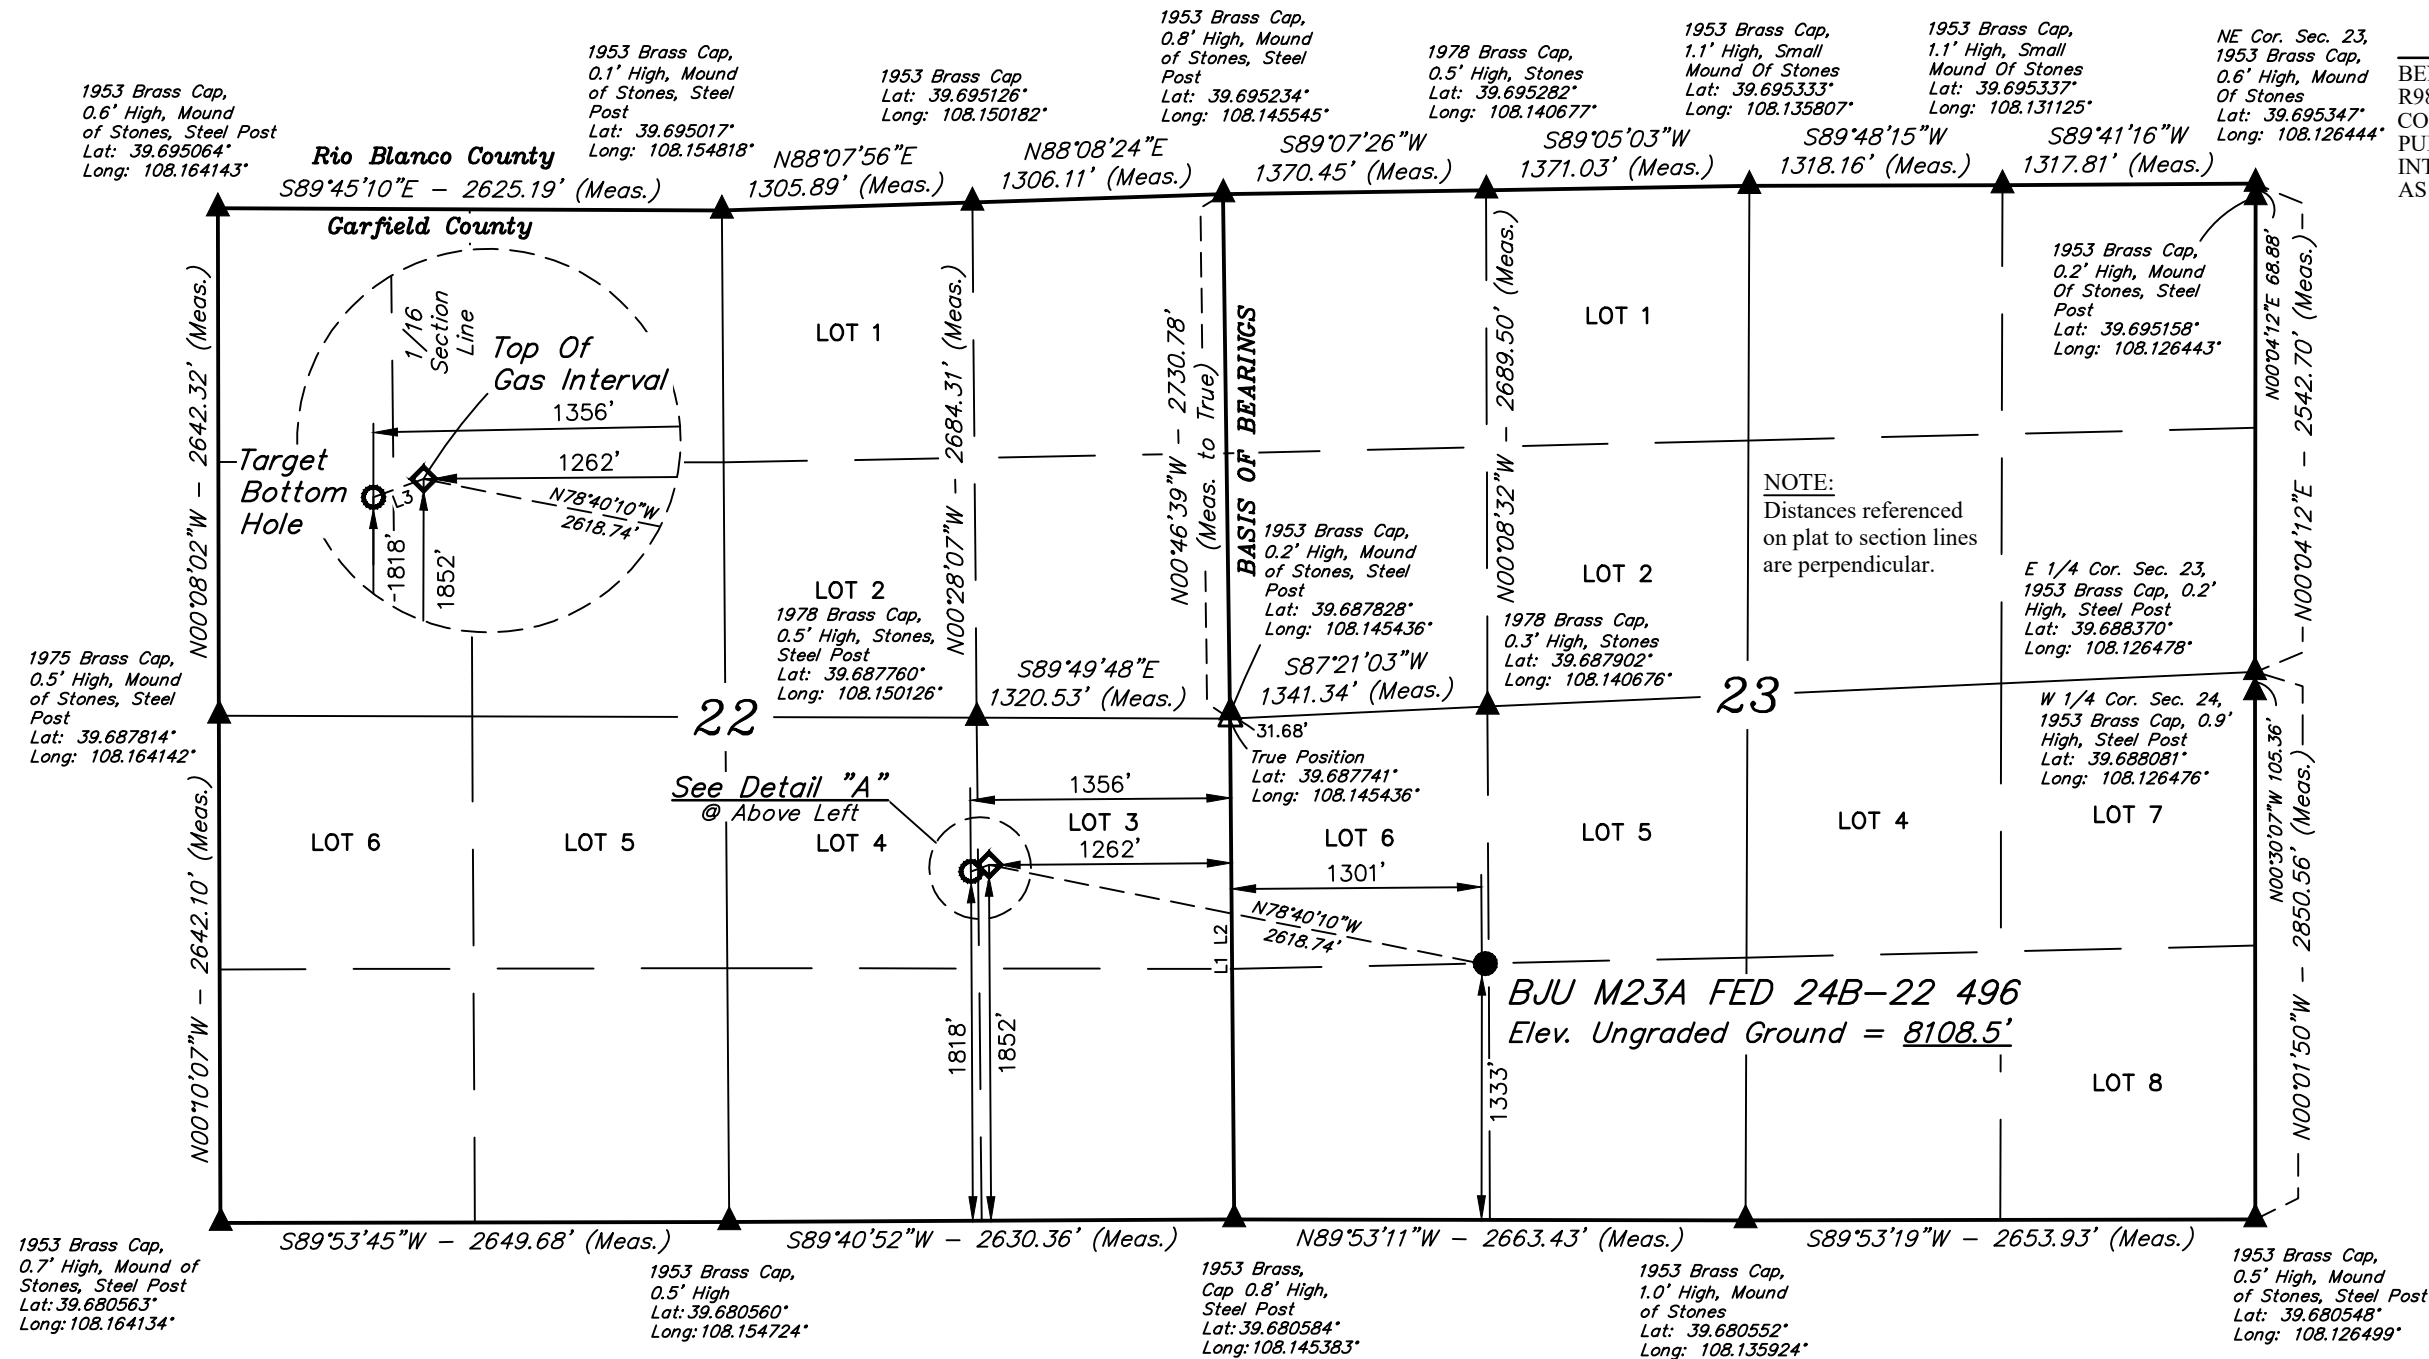 1953 Brass Cap,
0.6' High, Mound
of Stones, Steel Post
Lat: 39.695064°
Long: 108.164143°
1953 Brass Cap,
0.1' High, Mound
of Stones, Steel
Post
Lat: 39.695017°
Long: 108.154818°
1953 Brass Cap
Lat: 39.695126°
Long: 108.150182°
1953 Brass Cap,
0.8' High, Mound
of Stones, Steel
Post
Lat: 39.695234°
Long: 108.145545°
1978 Brass Cap,
0.5' High, Stones
Lat: 39.695282°
Long: 108.140677°
1953 Brass Cap,
1.1' High, Small
Mound Of Stones
Lat: 39.695333°
Long: 108.135807°
1953 Brass Cap,
1.1' High, Small
Mound Of Stones
Lat: 39.695337°
Long: 108.131125°
NE Cor. Sec. 23,
1953 Brass Cap,
0.6' High, Mound
Of Stones
Lat: 39.695347°
Long: 108.126444°
R98
CO
AS
Rio Blanco County
S89°45'10"E – 2625.19' (Meas.)
Garfield County
N88°07'56"E
1305.89' (Meas.)
N88°08'24"E
1306.11' (Meas.)
S89°07'26"W
1370.45' (Meas.)
S89°05'03"W
1371.03' (Meas.)
S89°48'15"W
1318.16' (Meas.)
S89°41'16"W
1317.81' (Meas.)
N00°08'02"W – 2642.32' (Meas.)
1/16
Section
Line
Top Of
Gas Interval
1356'
1262'
Target
Bottom
Hole
L3
N78°40'10"W
2618.74'
1818'
1852'
LOT 1
LOT 2
N00°28'07"W – 2684.31' (Meas.)
N00°46'39"W – 2730.78'
(Meas. to True)
BASIS OF BEARINGS
N00°08'32"W – 2689.50' (Meas.)
LOT 1
LOT 2
1953 Brass Cap,
0.2' High, Mound
Of Stones, Steel
Post
Lat: 39.695158°
Long: 108.126443°
N00°04'12"E 68.88'
N00°04'12"E – 2542.70' (Meas.)
NOTE:
Distances referenced
on plat to section lines
are perpendicular.
1953 Brass Cap,
0.2' High, Mound
of Stones, Steel
Post
Lat: 39.687828°
Long: 108.145436°
1978 Brass Cap,
0.5' High, Stones,
Steel Post
Lat: 39.687760°
Long: 108.150126°
S89°49'48"E
1320.53' (Meas.)
S87°21'03"W
1341.34' (Meas.)
1978 Brass Cap,
0.3' High, Stones
Lat: 39.687902°
Long: 108.140676°
E 1/4 Cor. Sec. 23,
1953 Brass Cap, 0.2'
High, Steel Post
Lat: 39.688370°
Long: 108.126478°
1975 Brass Cap,
0.5' High, Mound
of Stones, Steel
Post
Lat: 39.687814°
Long: 108.164142°
22
23
31.68'
True Position
Lat: 39.687741°
Long: 108.145436°
W 1/4 Cor. Sec. 24,
1953 Brass Cap, 0.9'
High, Steel Post
Lat: 39.688081°
Long: 108.126476°
N00°30'07"W 105.36'
N00°01'50"W – 2850.56' (Meas.)
N00°10'07"W – 2642.10' (Meas.)
See Detail "A"
@ Above Left
1356'
LOT 6
LOT 5
LOT 4
LOT 3
1262'
LOT 6
1301'
LOT 5
LOT 4
LOT 7
N78°40'10"W
2618.74'
L1 L2
1818'
1852'
1333'
BJU M23A FED 24B–22 496
Elev. Ungraded Ground = 8108.5'
LOT 8
S89°53'45"W – 2649.68' (Meas.)
S89°40'52"W – 2630.36' (Meas.)
N89°53'11"W – 2663.43' (Meas.)
S89°53'19"W – 2653.93' (Meas.)
1953 Brass Cap,
0.7' High, Mound of
Stones, Steel Post
Lat: 39.680563°
Long: 108.164134°
1953 Brass Cap,
0.5' High
Lat: 39.680560°
Long: 108.154724°
1953 Brass,
Cap 0.8' High,
Steel Post
Lat: 39.680584°
Long: 108.145383°
1953 Brass Cap,
1.0' High, Mound
of Stones
Lat: 39.680552°
Long: 108.135924°
1953 Brass Cap,
0.5' High, Mound
of Stones, Steel Post
Lat: 39.680548°
Long: 108.126499°